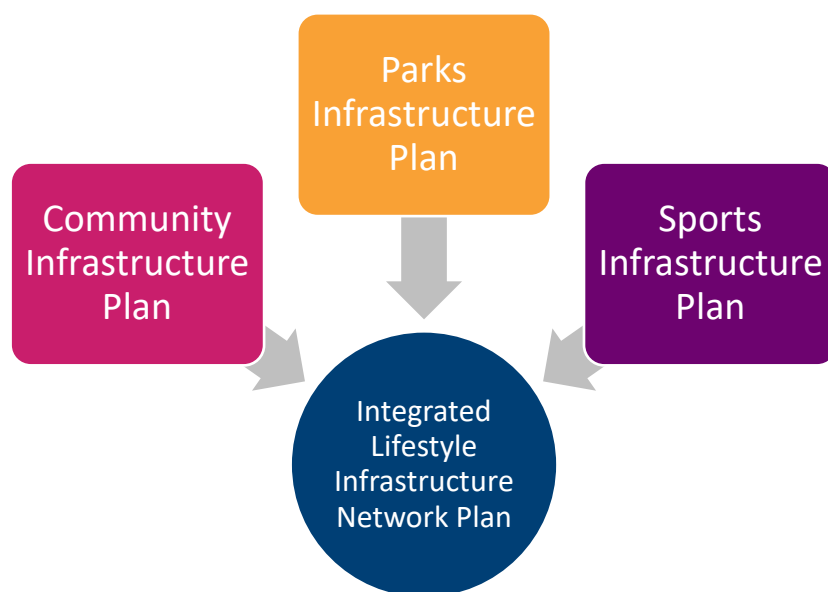 Parks
Infrastructure
Plan
Community
Infrastructure
Plan
Sports
Infrastructure
Plan
Integrated
Lifestyle
Infrastructure
Network Plan